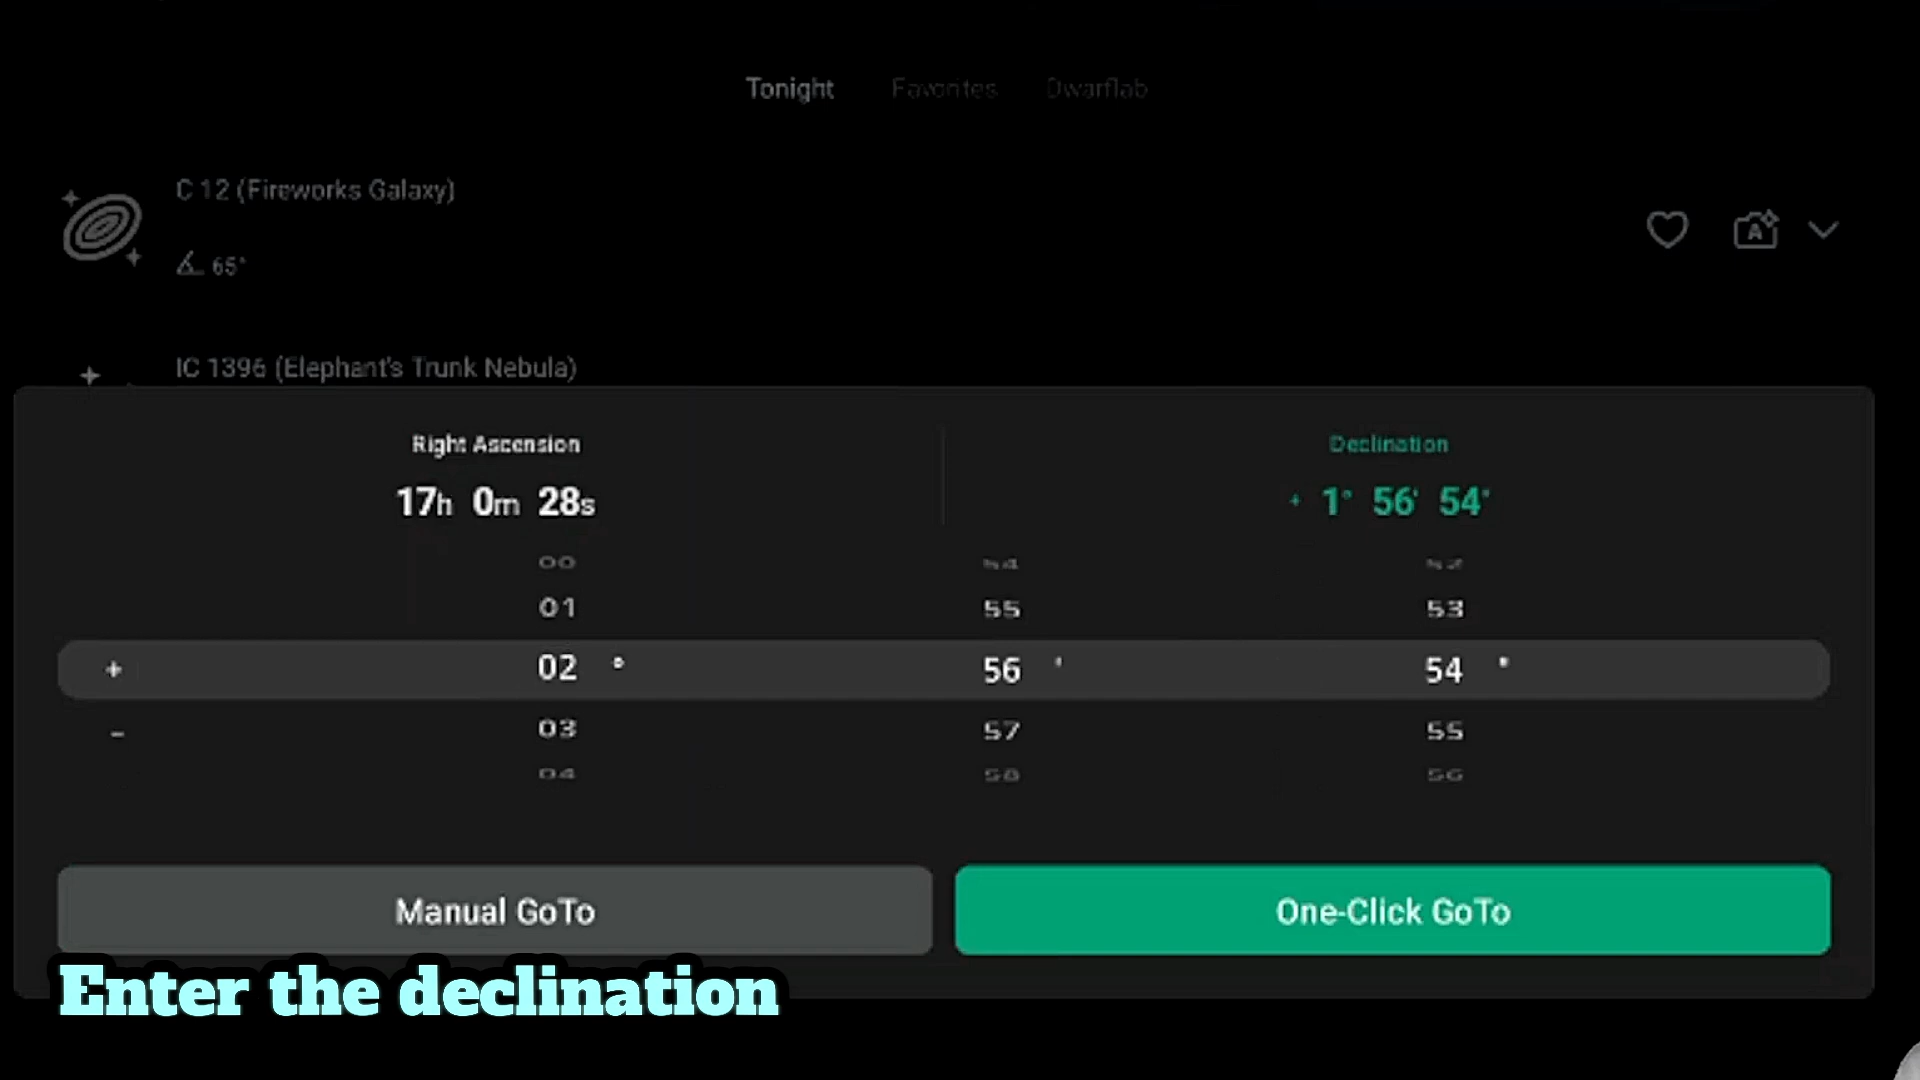 Tonight Favorites Dwarflab
C 12 (Fireworks Galaxy)
65°
IC 1396 (Elephant's Trunk Nebula)
Right Ascension Declination
17h 0m 28s + 1° 56' 54"
00 54 52
01 55 53
+ 02 ° 56 ' 54 "
- 03 57 55
04 58 56
Manual GoTo One-Click GoTo
Enter the declination